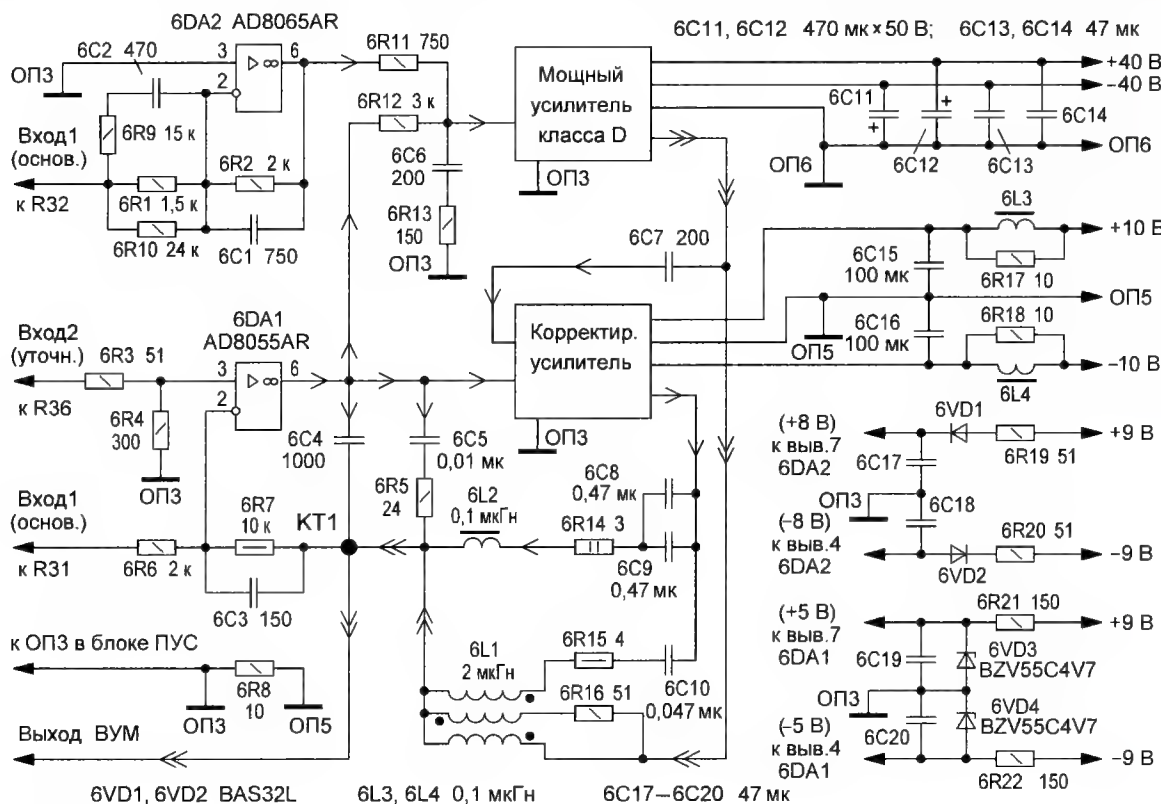 6DA2 AD8065AR
6C11, 6C12 470 мк×50 В; 6C13, 6C14 47 мк
6C2 470
3
6
2
6R11 750
ОП3
6R9 15 к
Вход1
(основ.)
к R32
6R2 2 к
6R1 1,5 к
6R10 24 к
6C1 750
6R12 3 к
6C6
200
6R13
150
ОП3
Мощный
усилитель
класса D
ОП3
+40 В
−40 В
6C11
6C12
6C13
6C14
ОП6
ОП6
6C7 200
6L3
+10 В
6C15
100 мк
6R17 10
ОП5
ОП5
6C16
100 мк
6R18 10
−10 В
6L4
Корректир.
усилитель
ОП3
6DA1
AD8055AR
Вход2
(уточн.)
к R36
6R3 51
3
6
2
6R4
300
ОП3
6C4
1000
6C5
0,01 мк
6R5
24
6C8
0,47 мк
6L2
0,1 мкГн
6R14 3
6C9
0,47 мк
Вход1
(основ.)
к R31
6R7
10 к
КТ1
6R6 2 к
6C3 150
(+8 В)
к выв.7
6DA2
6VD1
+9 В
6C17
6R19 51
ОП3
6C18
(−8 В)
к выв.4
6DA2
6VD2
6R20 51
−9 В
(+5 В)
к выв.7
6DA1
6R21 150
+9 В
6C19
6VD3
BZV55C4V7
ОП3
6C20
6VD4
BZV55C4V7
(−5 В)
к выв.4
6DA1
−9 В
6R22 150
к ОП3 в блоке ПУС
6R8
10
ОП3
ОП5
6L1
2 мкГн
6R15 4
6R16 51
6C10
0,047 мк
Выход ВУМ
6VD1, 6VD2 BAS32L
6L3, 6L4 0,1 мкГн
6C17–6C20 47 мк